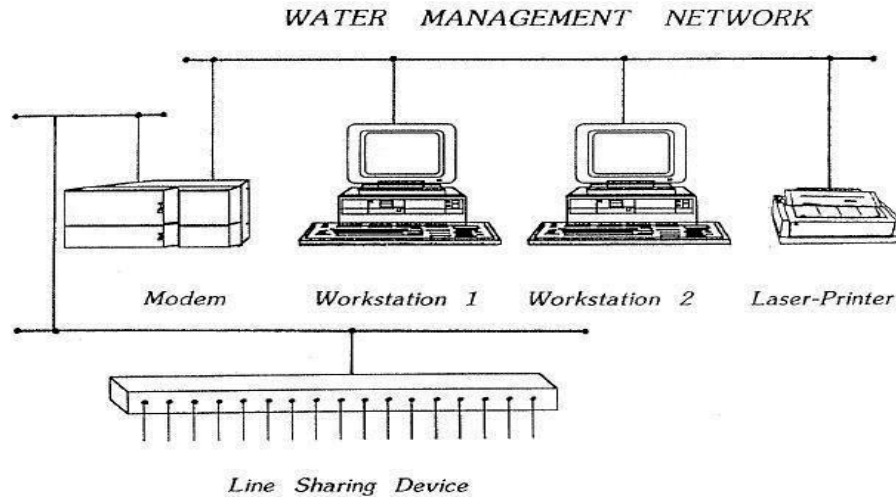 WATER MANAGEMENT NETWORK
Modem Workstation 1 Workstation 2 Laser-Printer
Line Sharing Device